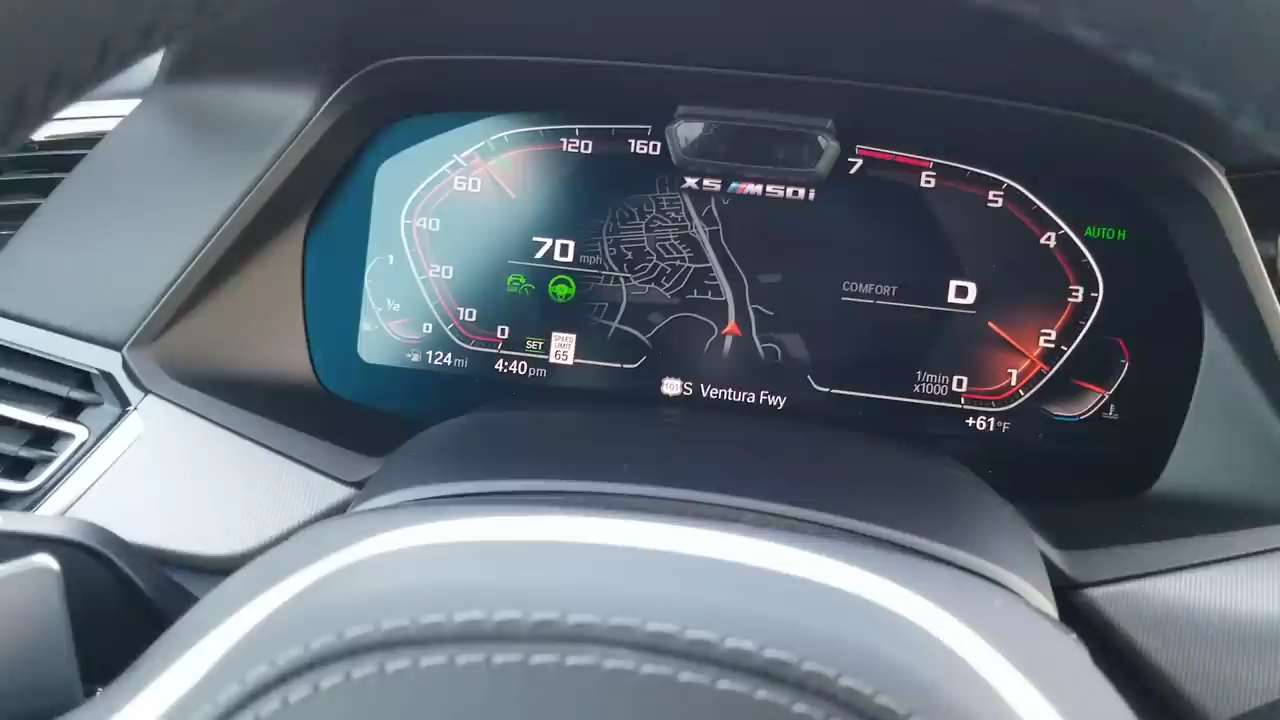 120 160
60
40
20
10
0
1
½
0
70 mph
SET
SPEED
LIMIT
65
124 mi
4:40 pm
X5 M50i
101 S Ventura Fwy
7
6
5
4
3
2
1
0
COMFORT D
1/min
x1000
AUTO H
+61°F